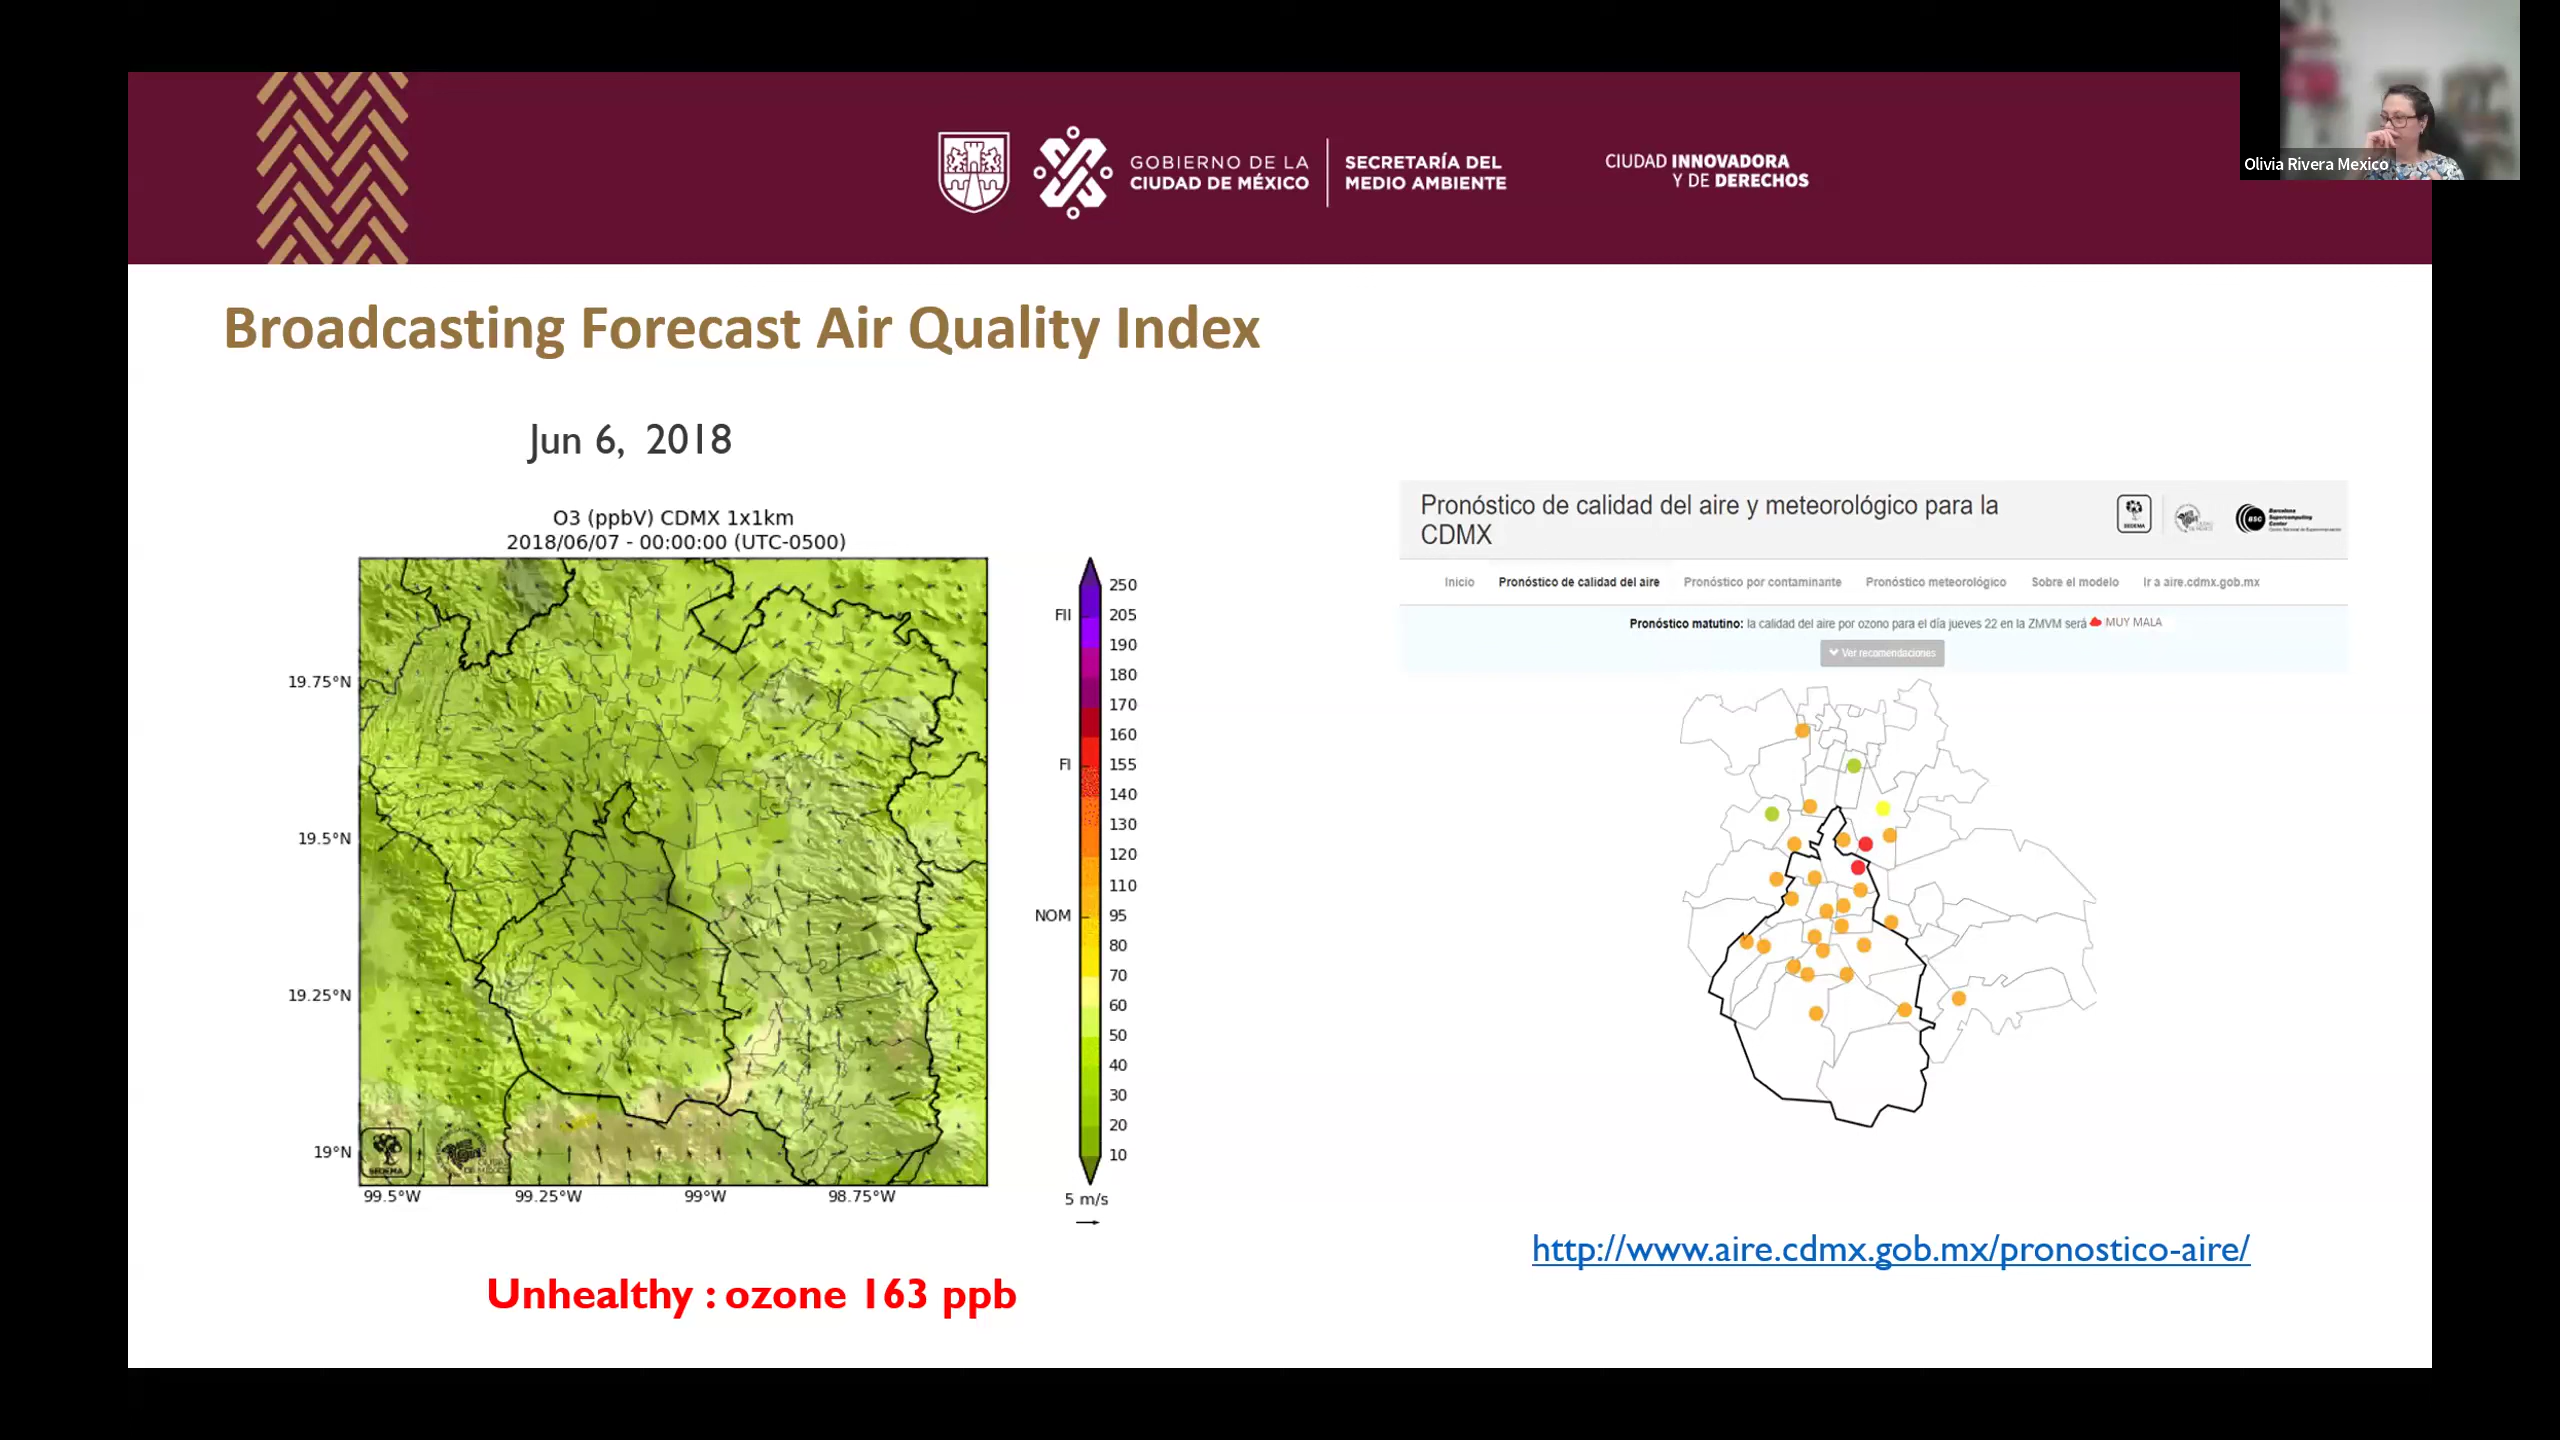 Olivia Rivera Mexico
GOBIERNO DE LA
CIUDAD DE MÉXICO
SECRETARÍA DEL
MEDIO AMBIENTE
CIUDAD INNOVADORA
Y DE DERECHOS
Broadcasting Forecast Air Quality Index
Jun 6, 2018
O3 (ppbV) CDMX 1x1km
2018/06/07 - 00:00:00 (UTC-0500)
19.75°N
19.5°N
19.25°N
19°N
99.5°W
99.25°W
99°W
98.75°W
SEDEMA
FII
FI
NOM
250
205
190
180
170
160
155
140
130
120
110
95
80
70
60
50
40
30
20
10
5 m/s
Unhealthy : ozone 163 ppb
Pronóstico de calidad del aire y meteorológico para la
CDMX
SEDEMA
BSC
Barcelona
Supercomputing
Center
Inicio
Pronóstico de calidad del aire
Pronóstico por contaminante
Pronóstico meteorológico
Sobre el modelo
Ir a aire.cdmx.gob.mx
Pronóstico matutino: la calidad del aire por ozono para el día jueves 22 en la ZMVM será MUY MALA
Ver recomendaciones
http://www.aire.cdmx.gob.mx/pronostico-aire/